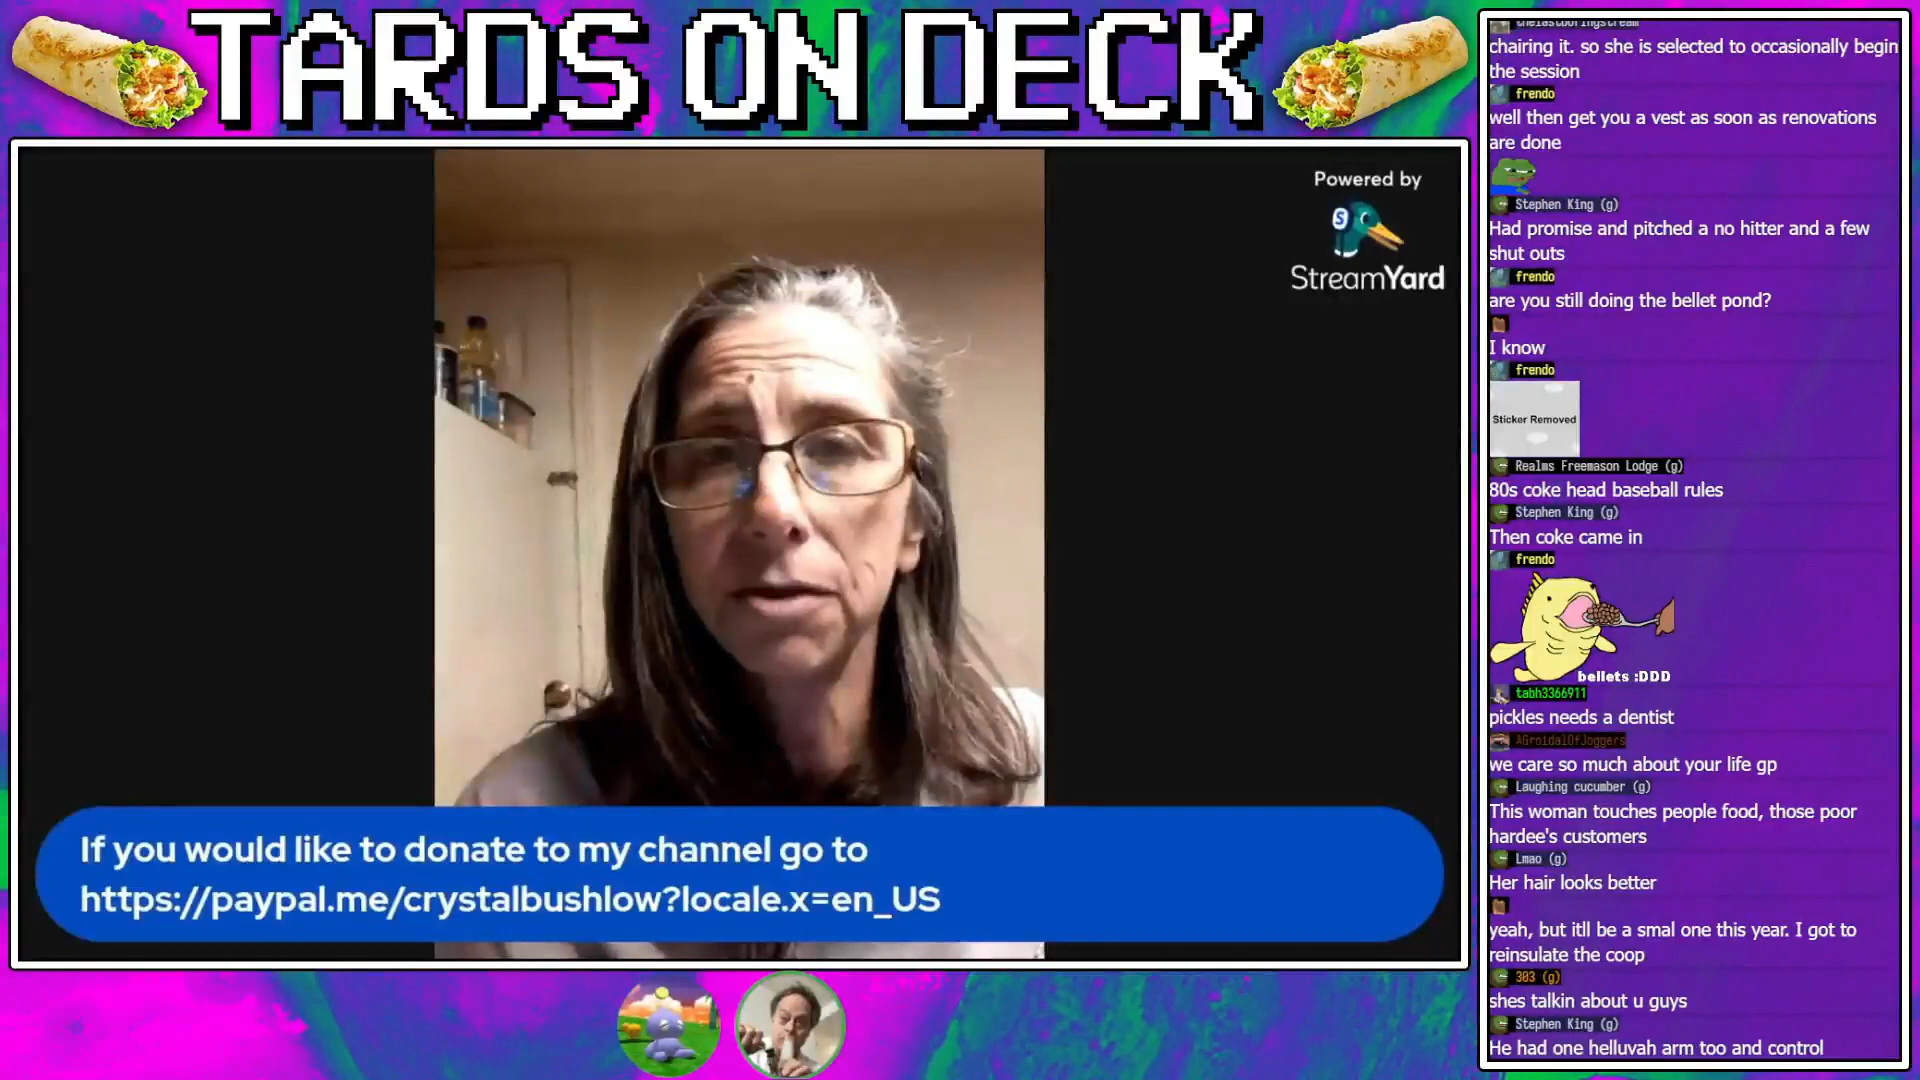 TARDS ON DECK
Powered by
StreamYard
If you would like to donate to my channel go to
https://paypal.me/crystalbushlow?locale.x=en_US
thelastboringstream
chairing it. so she is selected to occasionally begin
the session
frendo
well then get you a vest as soon as renovations
are done
Stephen King (g)
Had promise and pitched a no hitter and a few
shut outs
frendo
are you still doing the bellet pond?
I know
frendo
Sticker Removed
Realms Freemason Lodge (g)
80s coke head baseball rules
Stephen King (g)
Then coke came in
frendo
bellets :DDD
tabh3366911
pickles needs a dentist
AGroidalOfJoggers
we care so much about your life gp
Laughing cucumber (g)
This woman touches people food, those poor
hardee's customers
Lmao (g)
Her hair looks better
yeah, but itll be a smal one this year. I got to
reinsulate the coop
303 (g)
shes talkin about u guys
Stephen King (g)
He had one helluvah arm too and control